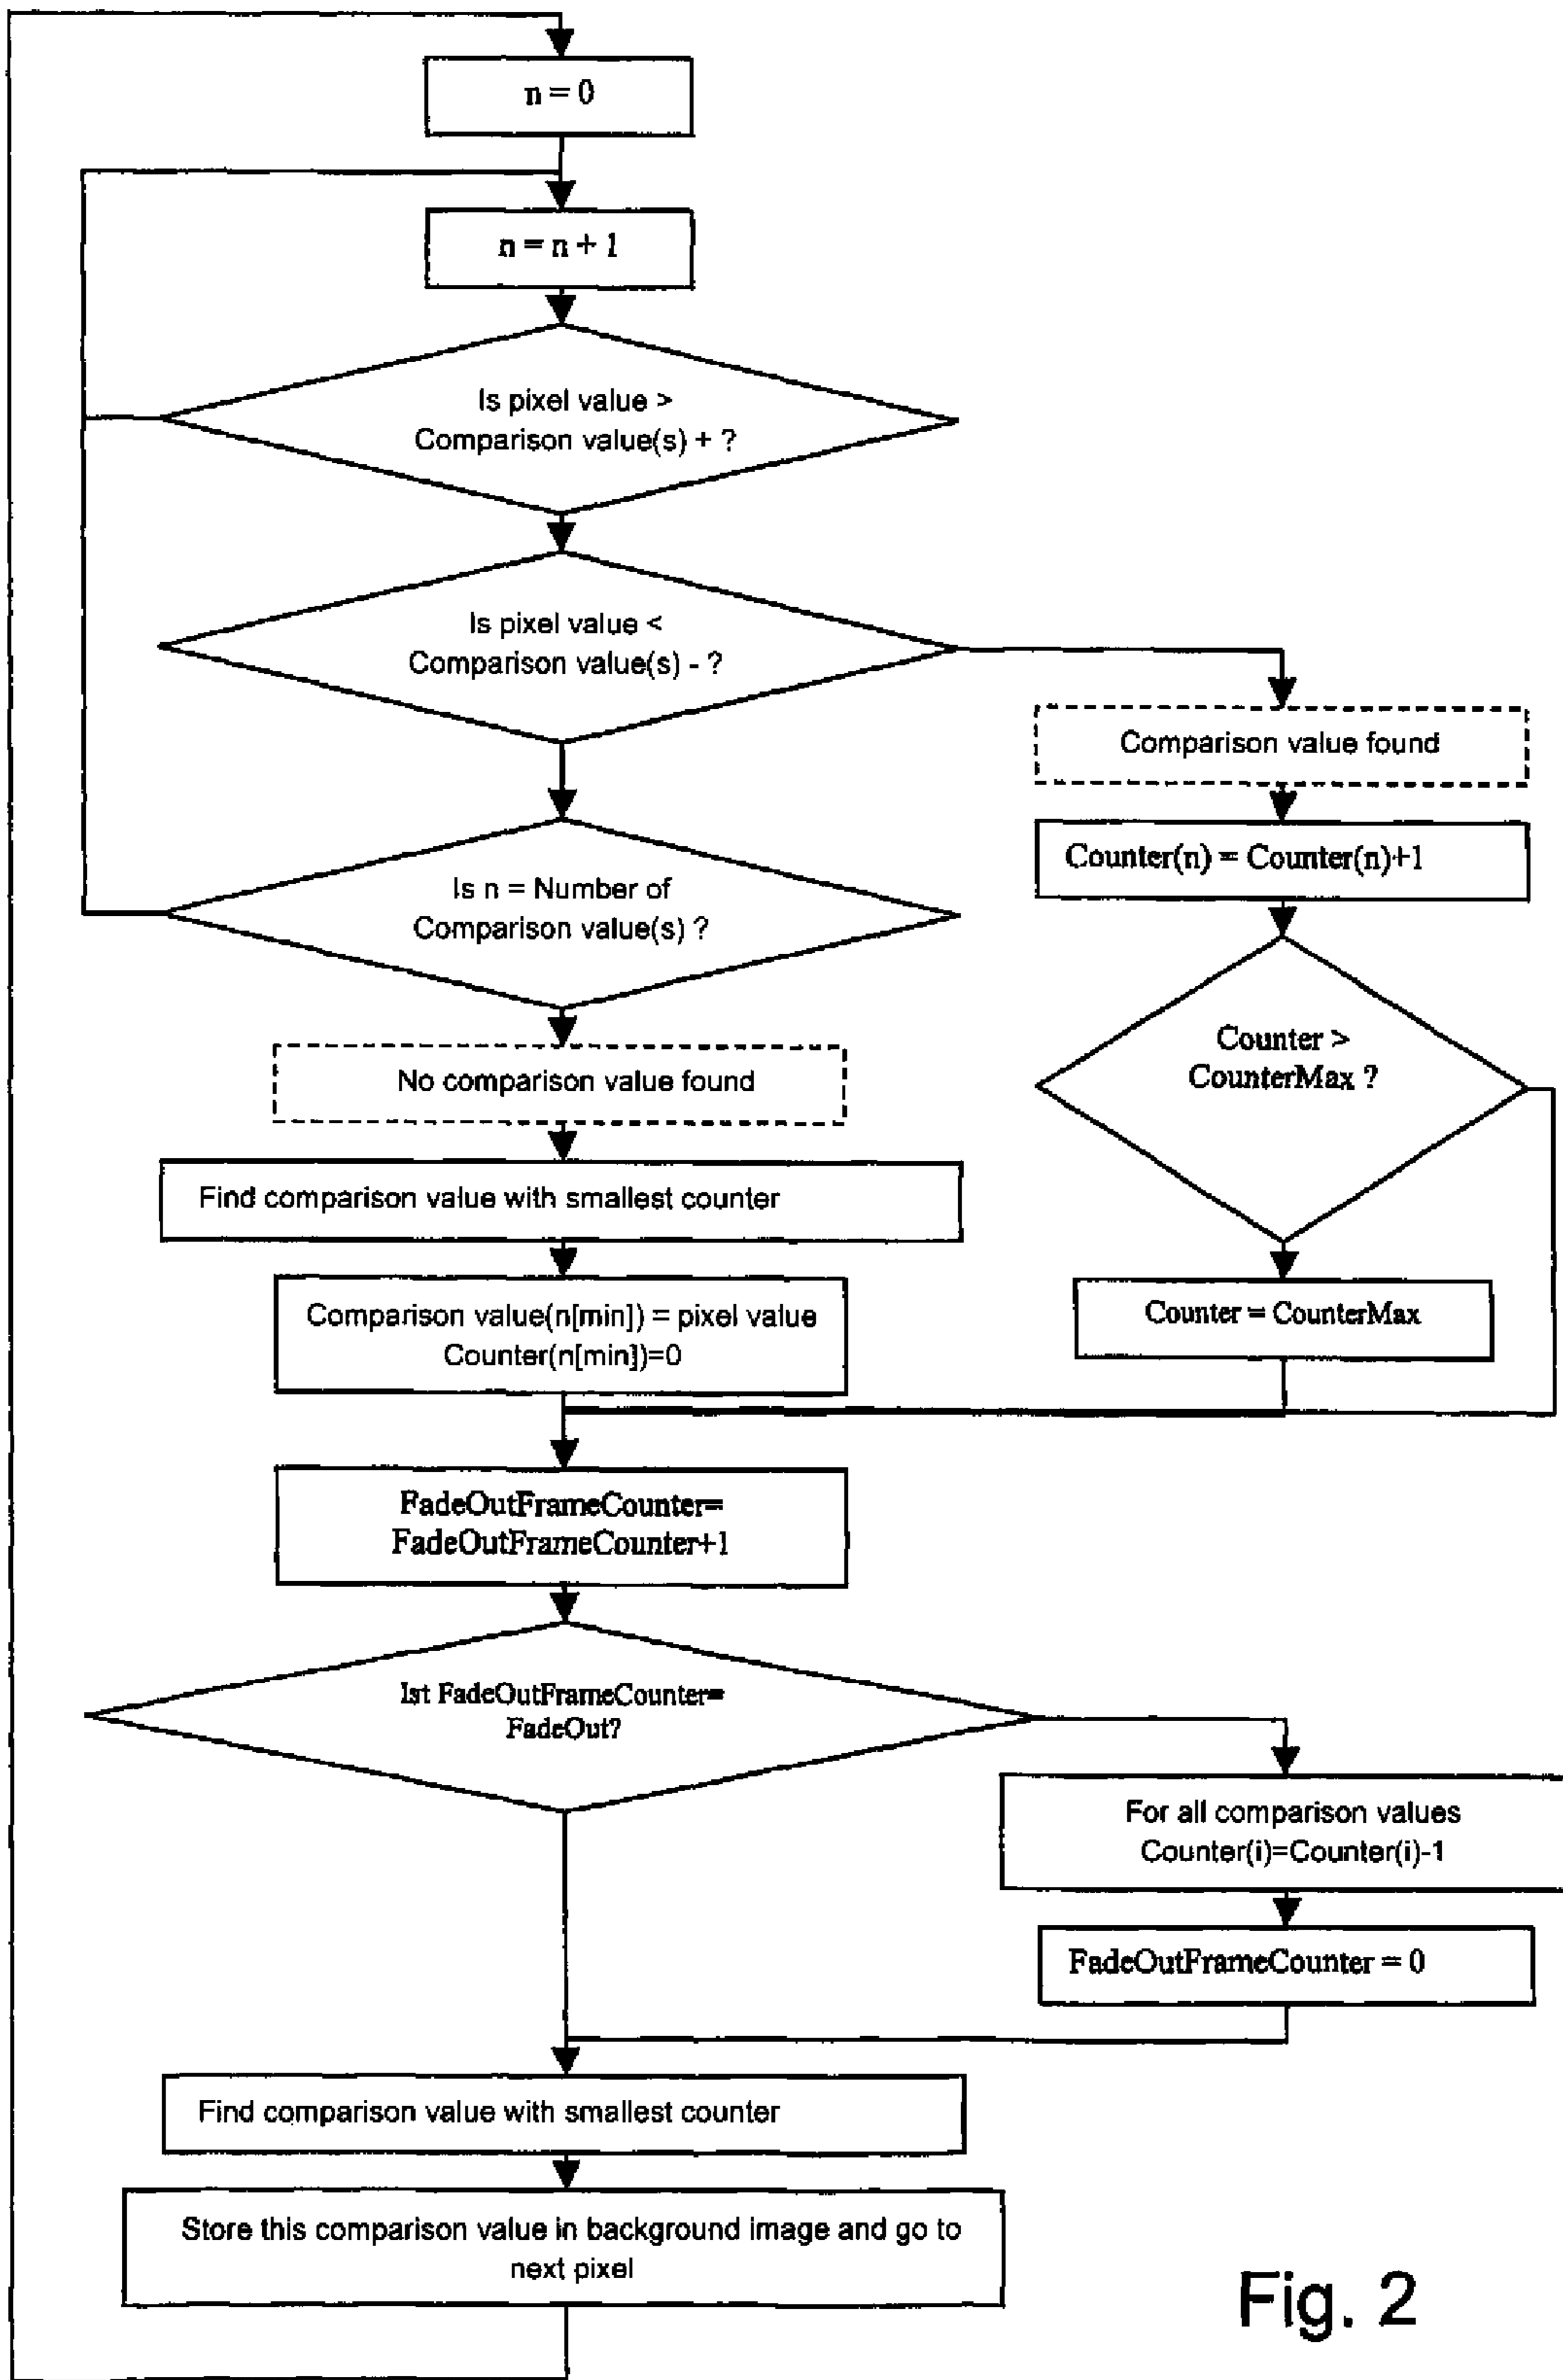 n = 0
n = n + 1
Is pixel value >
Comparison value(s) + ?
Is pixel value <
Comparison value(s) - ?
Comparison value found
Counter(n) = Counter(n)+1
Is n = Number of
Comparison value(s) ?
Counter >
CounterMax ?
No comparison value found
Find comparison value with smallest counter
Counter = CounterMax
Comparison value(n[min]) = pixel value
Counter(n[min])=0
FadeOutFrameCounter=
FadeOutFrameCounter+1
Ist FadeOutFrameCounter=
FadeOut?
For all comparison values
Counter(i)=Counter(i)-1
FadeOutFrameCounter = 0
Find comparison value with smallest counter
Store this comparison value in background image and go to
next pixel
Fig. 2